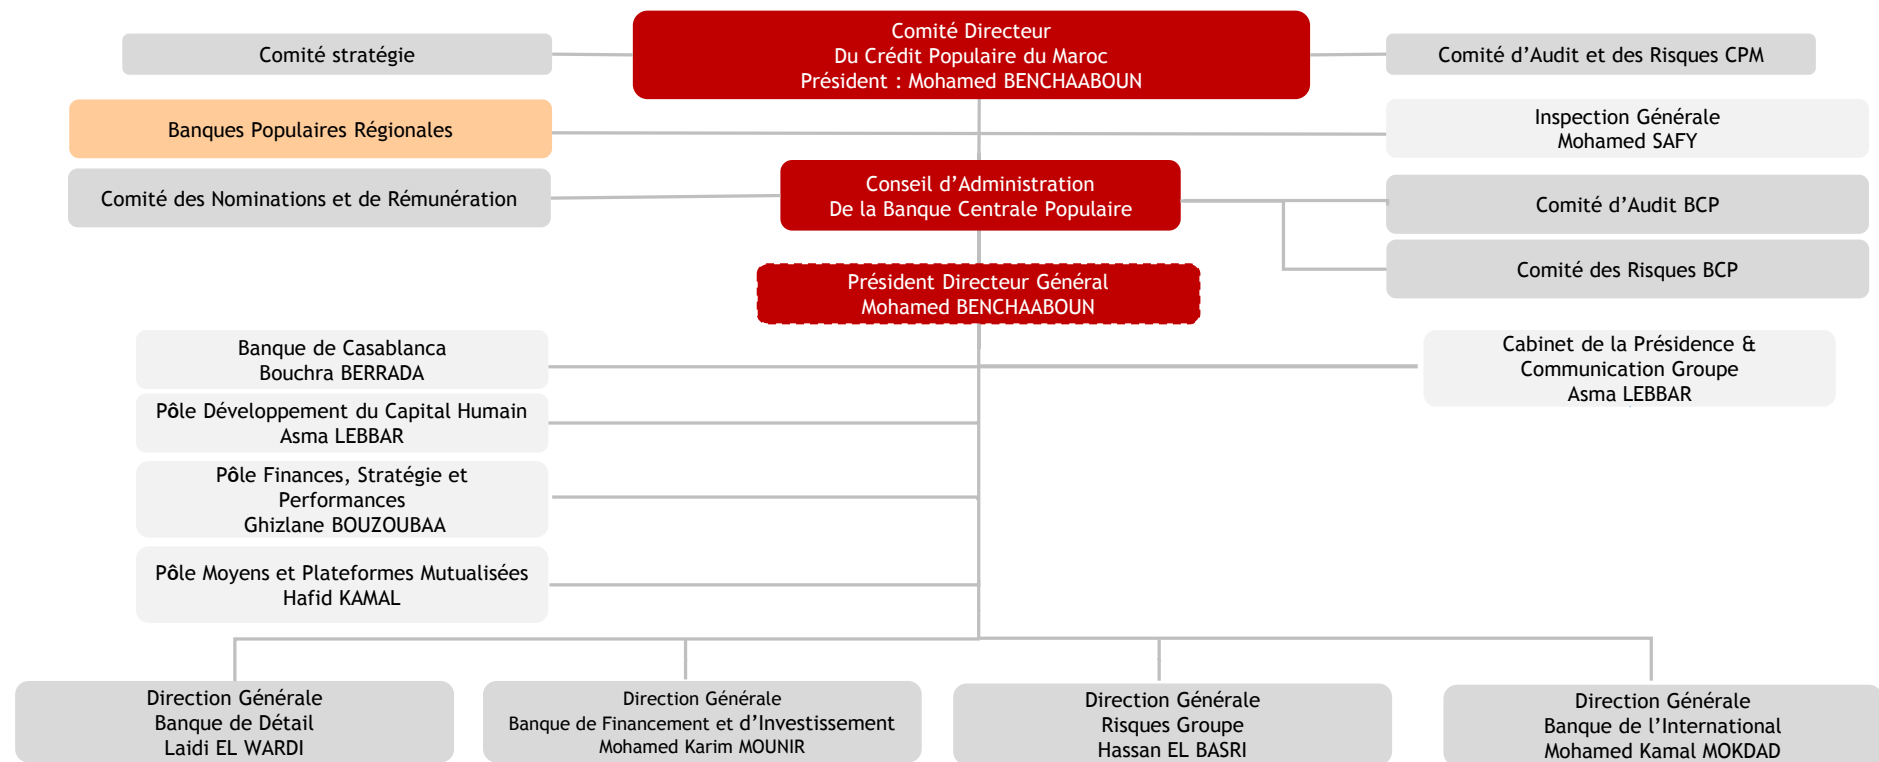 Comité Directeur
Du Crédit Populaire du Maroc
Président : Mohamed BENCHAABOUN
Comité stratégie
Comité d’Audit et des Risques CPM
Banques Populaires Régionales
Inspection Générale
Mohamed SAFY
Comité des Nominations et de Rémunération
Conseil d’Administration
De la Banque Centrale Populaire
Comité d’Audit BCP
Comité des Risques BCP
Président Directeur Général
Mohamed BENCHAABOUN
Banque de Casablanca
Bouchra BERRADA
Cabinet de la Présidence &
Communication Groupe
Asma LEBBAR
Pôle Développement du Capital Humain
Asma LEBBAR
Pôle Finances, Stratégie et
Performances
Ghizlane BOUZOUBAA
Pôle Moyens et Plateformes Mutualisées
Hafid KAMAL
Direction Générale
Banque de Détail
Laidi EL WARDI
Direction Générale
Banque de Financement et d’Investissement
Mohamed Karim MOUNIR
Direction Générale
Risques Groupe
Hassan EL BASRI
Direction Générale
Banque de l’International
Mohamed Kamal MOKDAD